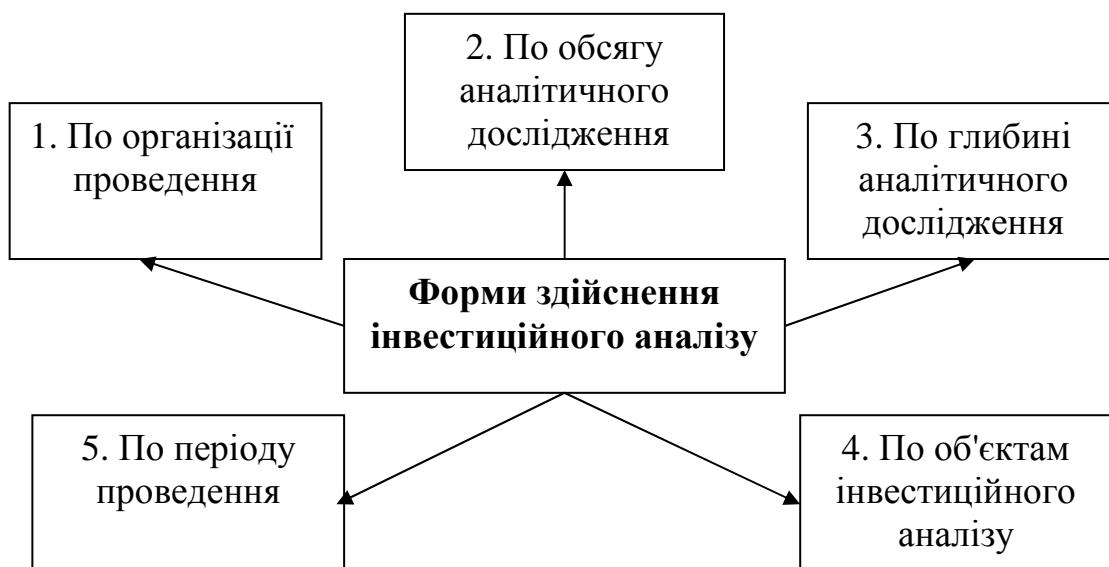 1. По організації
проведення
2. По обсягу
аналітичного
дослідження
3. По глибині
аналітичного
дослідження
Форми здійснення
інвестиційного аналізу
5. По періоду
проведення
4. По об'єктам
інвестиційного
аналізу